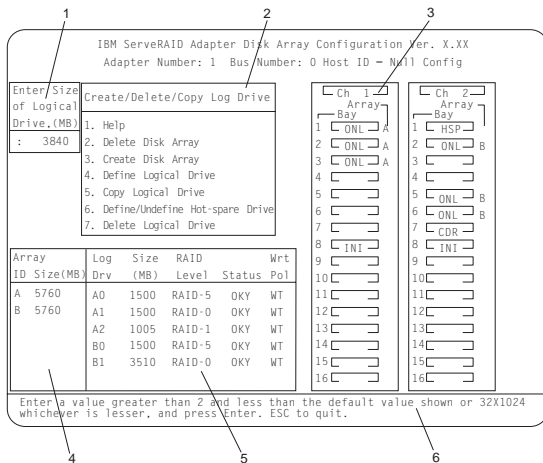 1
2
3
IBM ServeRAID Adapter Disk Array Configuration Ver. X.XX
Adapter Number: 1 Bus Number: 0 Host ID = Null Config
Enter Size
of Logical
Drive.(MB)
: 3840
Create/Delete/Copy Log Drive
1. Help
2. Delete Disk Array
3. Create Disk Array
4. Define Logical Drive
5. Copy Logical Drive
6. Define/Undefine Hot-spare Drive
7. Delete Logical Drive
Ch 1
Array
Bay
1 ONL A
2 ONL A
3 ONL A
4
5
6
7
8 INI
9
10
11
12
13
14
15
16
Ch 2
Array
Bay
1 HSP
2 ONL B
3
4
5 ONL B
6 ONL B
7 CDR
8 INI
9
10
11
12
13
14
15
16
Array
ID Size(MB)
A 5760
B 5760
Log Size RAID Wrt
Drv (MB) Level Status Pol
A0 1500 RAID-5 OKY WT
A1 1500 RAID-0 OKY WT
A2 1005 RAID-1 OKY WT
B0 1500 RAID-5 OKY WT
B1 3510 RAID-0 OKY WT
Enter a value greater than 2 and less than the default value shown or 32X1024
whichever is lesser, and press Enter. ESC to quit.
4
5
6